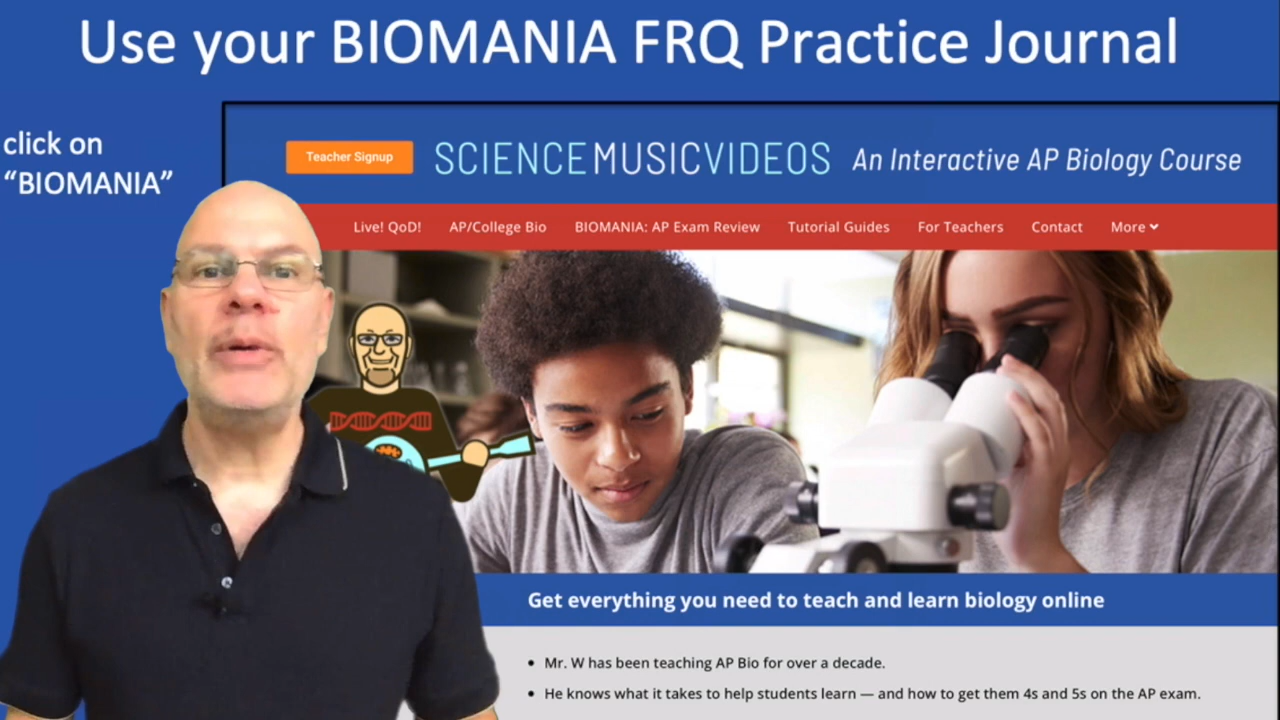 Use your BIOMANIA FRQ Practice Journal
click on
“BIOMANIA”
Teacher Signup
SCIENCEMUSICVIDEOS
An Interactive AP Biology Course
Live! QoD!
AP/College Bio
BIOMANIA: AP Exam Review
Tutorial Guides
For Teachers
Contact
More
Get everything you need to teach and learn biology online
• Mr. W has been teaching AP Bio for over a decade.
• He knows what it takes to help students learn — and how to get them 4s and 5s on the AP exam.